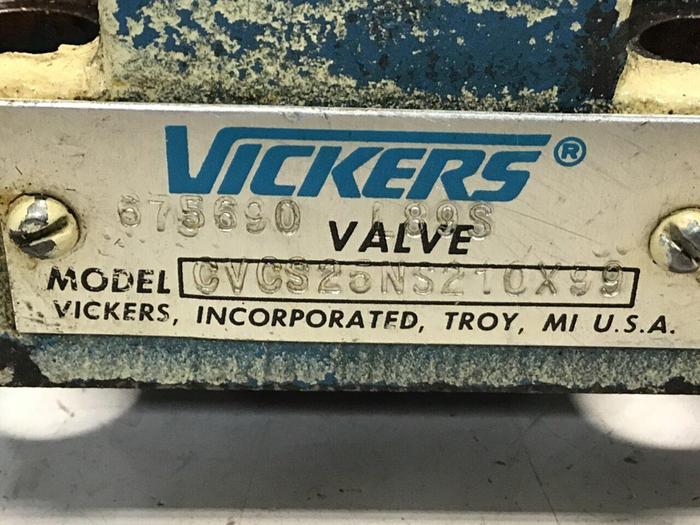 VICKERS®
675690 L89S
VALVE
MODEL CVCS25NS210X99
VICKERS, INCORPORATED, TROY, MI U.S.A.